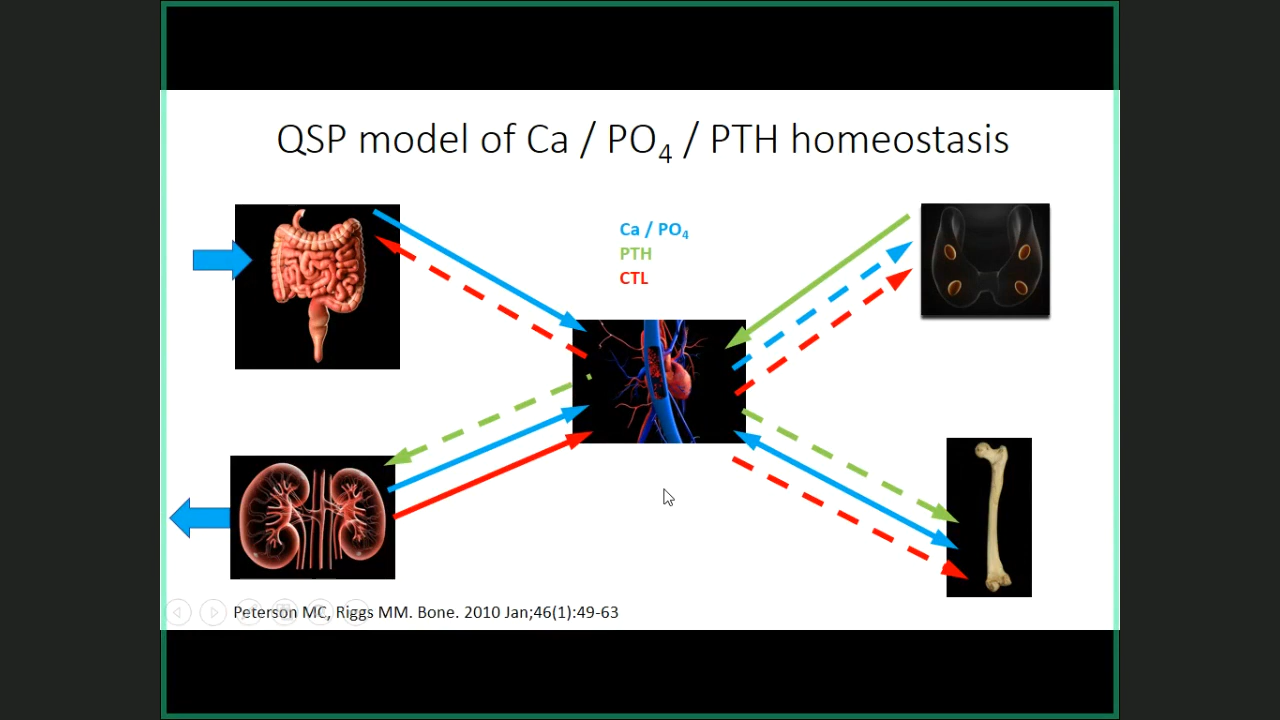 QSP model of Ca / PO₄ / PTH homeostasis
Ca / PO₄
PTH
CTL
Peterson MC, Riggs MM. Bone. 2010 Jan;46(1):49-63